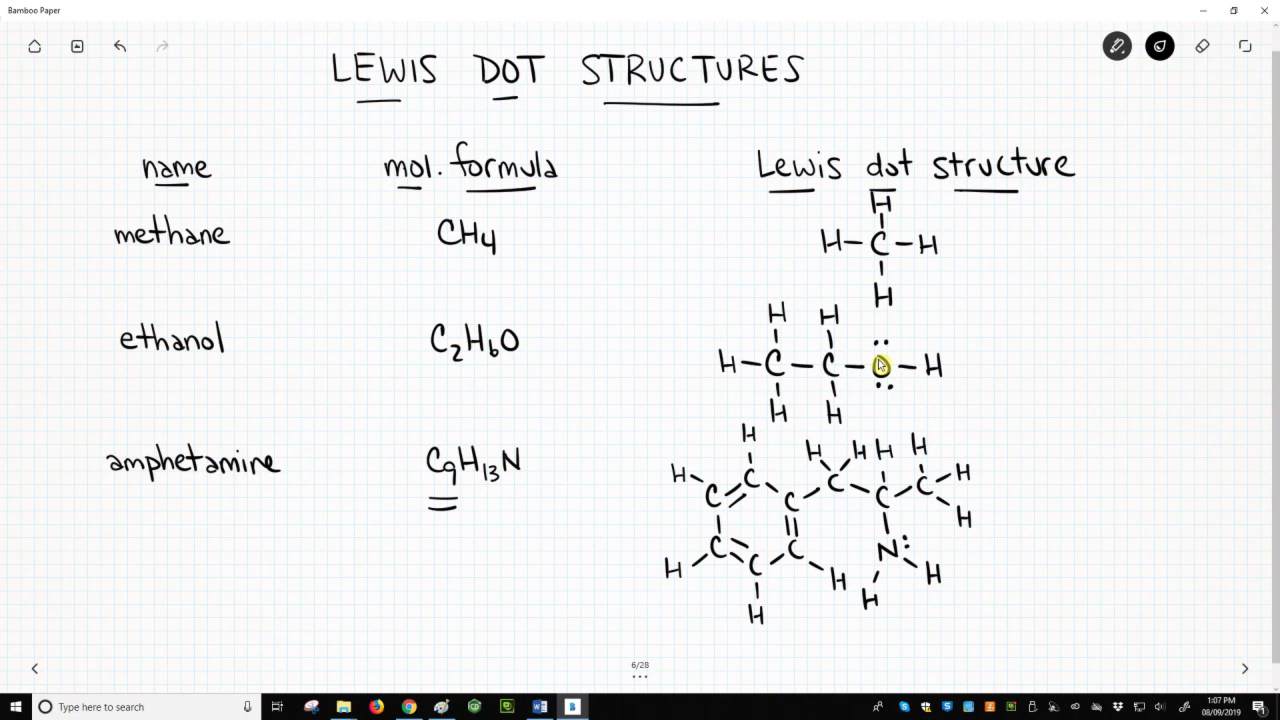 Bamboo Paper
LEWIS DOT STRUCTURES
name mol. formula Lewis dot structure
methane CH4
H
H-C-H
H
ethanol C2H6O
H H
H-C-C-O-H
H H
amphetamine C9H13N
H
H H H H
H C C C H
C C C H
C C N
H C H H
H
H
6/28
Type here to search
1:07 PM
08/09/2019